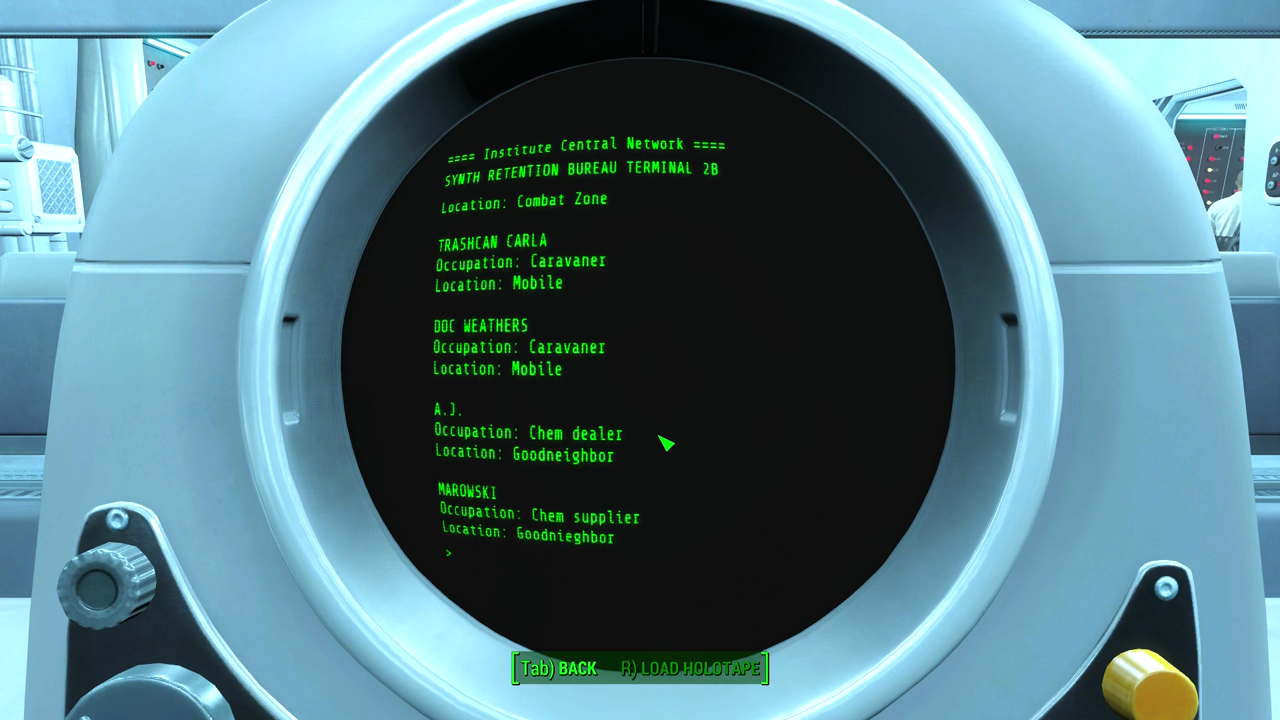 ==== Institute Central Network ====
SYNTH RETENTION BUREAU TERMINAL 2B
Location: Combat Zone
TRASHCAN CARLA
Occupation: Caravaner
Location: Mobile
DOC WEATHERS
Occupation: Caravaner
Location: Mobile
A.J.
Occupation: Chem dealer
Location: Goodneighbor
MAROWSKI
Occupation: Chem supplier
Location: Goodnieghbor
>
Tab) BACK R) LOAD HOLOTAPE